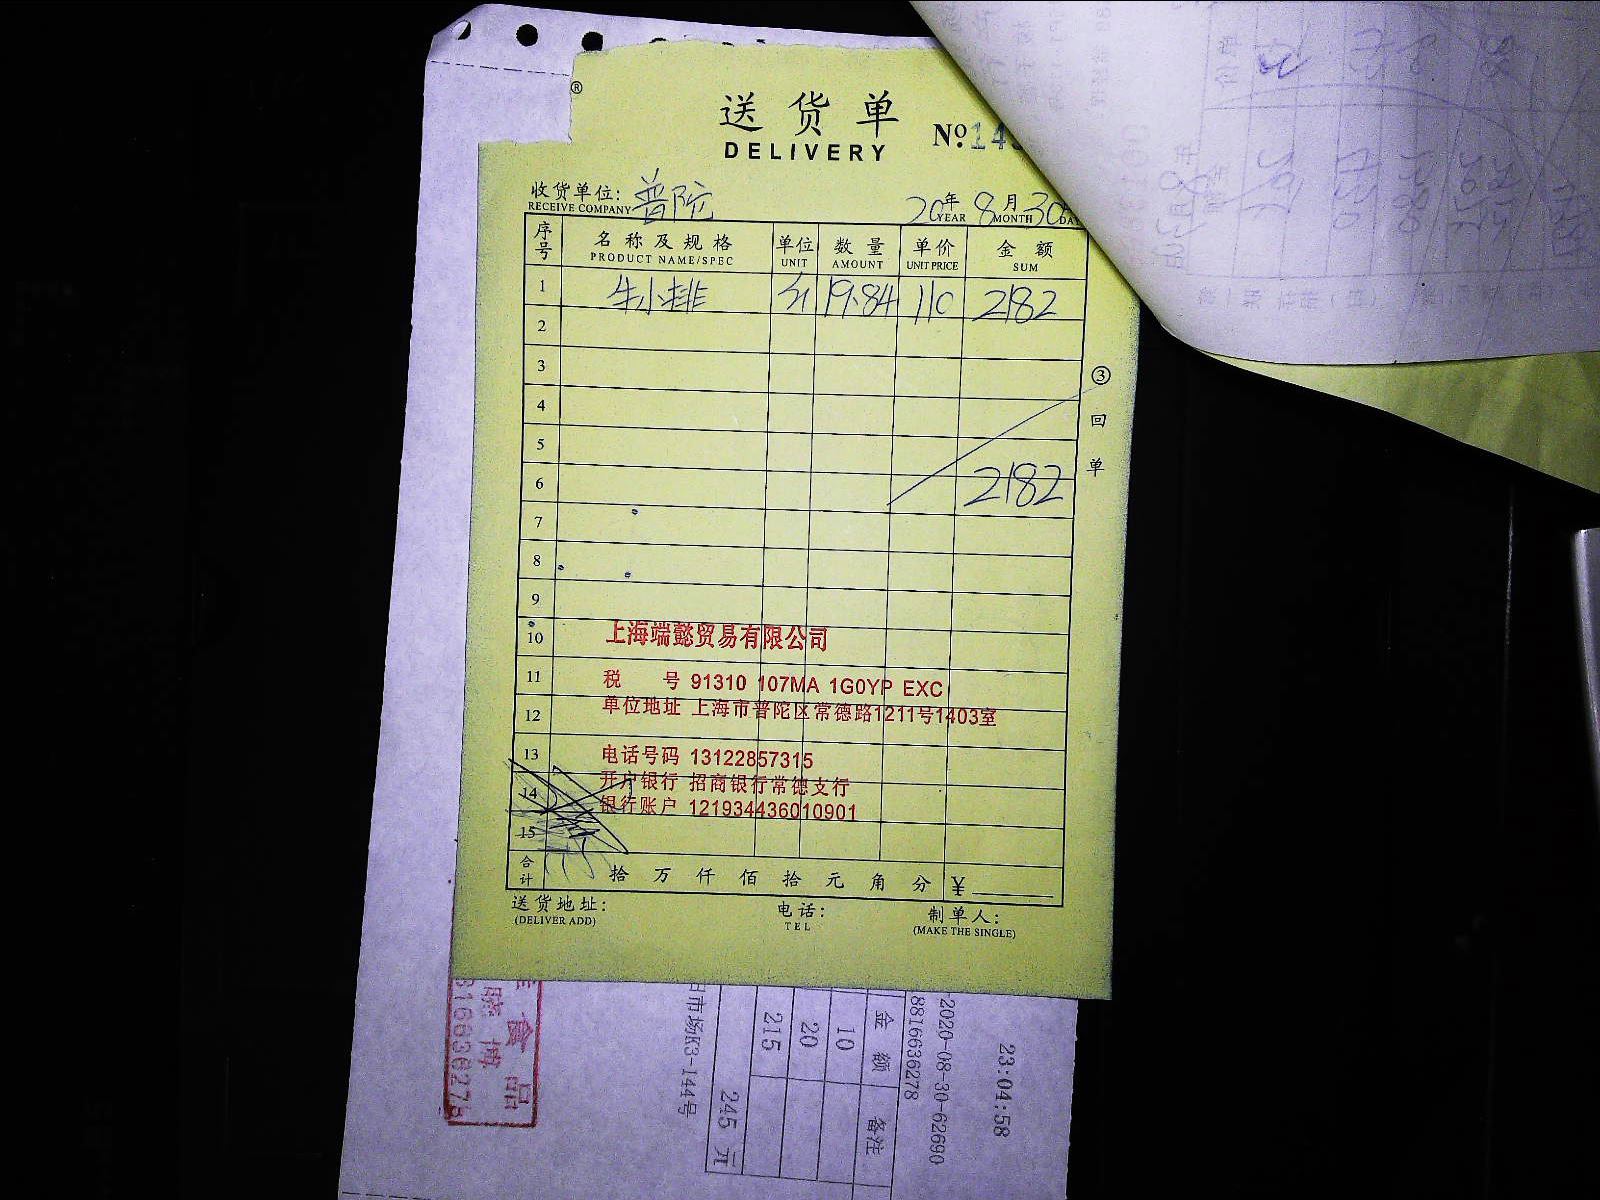 ®
送货单
DELIVERY
№ 14
收货单位: 普陀 20年 8月 30
RECEIVE COMPANY YEAR MONTH DA
序号 名称及规格 单位 数量 单价 金额
PRODUCT NAME/SPEC UNIT AMOUNT UNIT PRICE SUM
1 牛小排 斤 19.84 110 2182
2
3
4
5
6 2182
7
8
9
10 上海端懿贸易有限公司
11 税 号 91310 107MA 1G0YP EXC
12 单位地址 上海市普陀区常德路1211号1403室
13 电话号码 13122857315
14 开户银行 招商银行常德支行
15 银行账户 121934436010901
合计 拾 万 仟 佰 拾 元 角 分 ¥
送货地址: 电话: 制单人:
(DELIVER ADD) TEL (MAKE THE SINGLE)
③回单
23:04:58
2020-08-30-62690
8816636278
金额 备注
10
20
215
245 元
市场K3-144号
食品
316636278